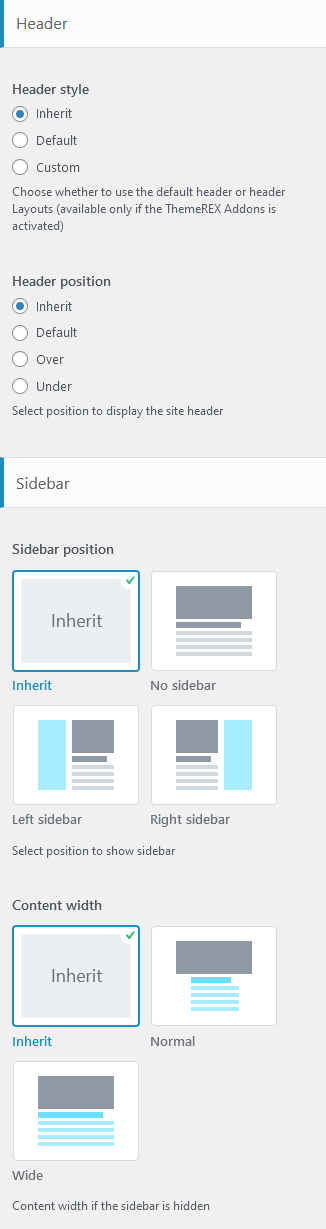 Header
Header style
Inherit
Default
Custom
Choose whether to use the default header or header
Layouts (available only if the ThemeREX Addons is
activated)
Header position
Inherit
Default
Over
Under
Select position to display the site header
Sidebar
Sidebar position
Inherit
Inherit
No sidebar
Left sidebar
Right sidebar
Select position to show sidebar
Content width
Inherit
Inherit
Normal
Wide
Content width if the sidebar is hidden